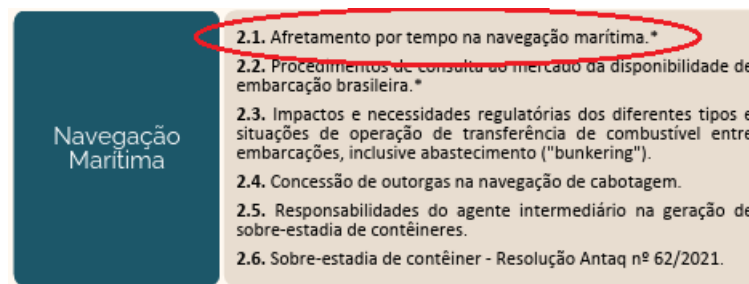 Navegação
Marítima
2.1. Afretamento por tempo na navegação marítima.*
2.2. Procedimentos de consulta ao mercado da disponibilidade de
embarcação brasileira.*
2.3. Impactos e necessidades regulatórias dos diferentes tipos e
situações de operação de transferência de combustível entre
embarcações, inclusive abastecimento ("bunkering").
2.4. Concessão de outorgas na navegação de cabotagem.
2.5. Responsabilidades do agente intermediário na geração de
sobre-estadia de contêineres.
2.6. Sobre-estadia de contêiner - Resolução Antaq nº 62/2021.